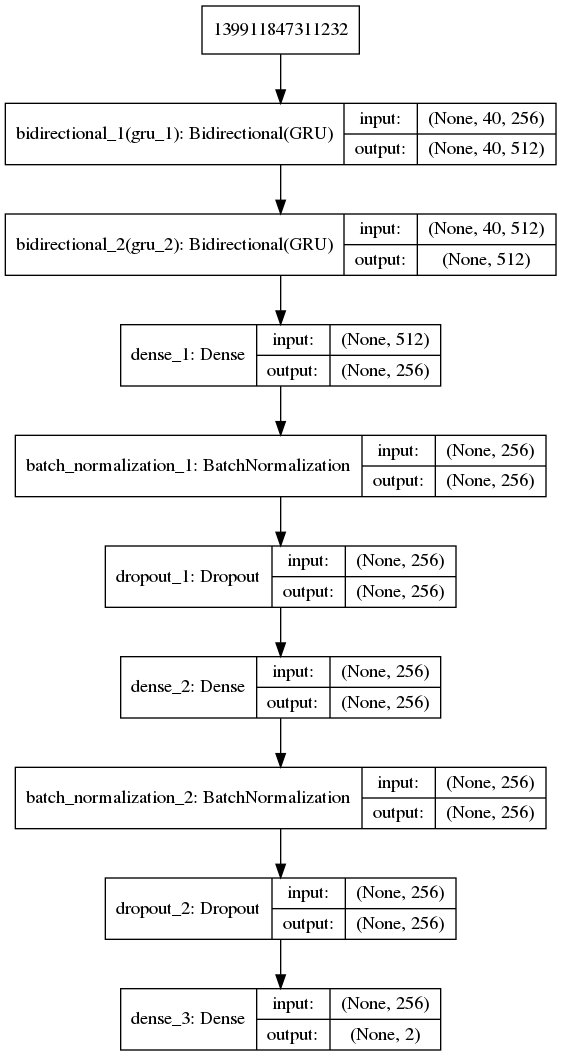 139911847311232
bidirectional_1(gru_1): Bidirectional(GRU)
input: (None, 40, 256)
output: (None, 40, 512)
bidirectional_2(gru_2): Bidirectional(GRU)
input: (None, 40, 512)
output: (None, 512)
dense_1: Dense
input: (None, 512)
output: (None, 256)
batch_normalization_1: BatchNormalization
input: (None, 256)
output: (None, 256)
dropout_1: Dropout
input: (None, 256)
output: (None, 256)
dense_2: Dense
input: (None, 256)
output: (None, 256)
batch_normalization_2: BatchNormalization
input: (None, 256)
output: (None, 256)
dropout_2: Dropout
input: (None, 256)
output: (None, 256)
dense_3: Dense
input: (None, 256)
output: (None, 2)